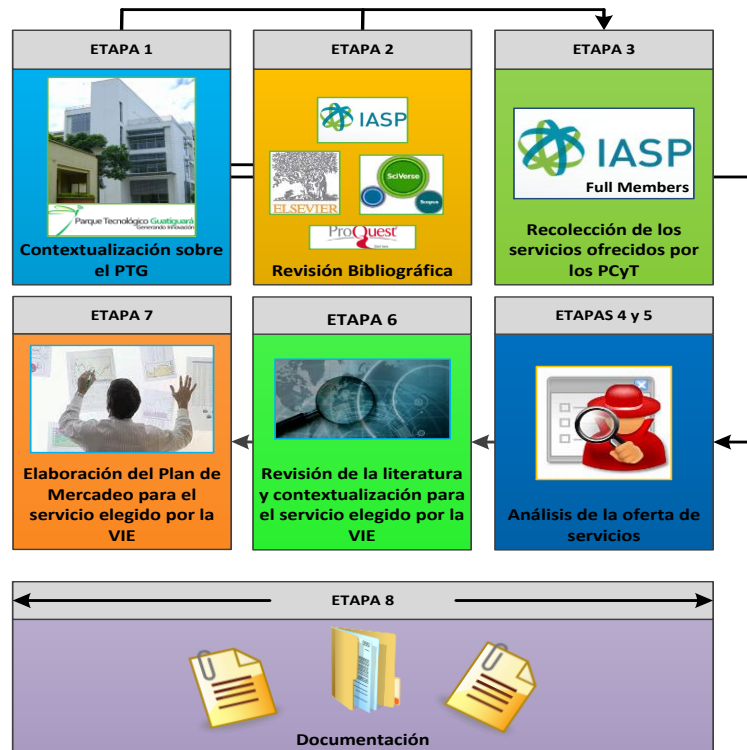 ETAPA 1
Parque Tecnológico Guatiguará
Generando Innovación
Contextualización sobre
el PTG
ETAPA 2
IASP
ELSEVIER
SciVerse
Scopus
ProQuest
Revisión Bibliográfica
ETAPA 3
IASP
Full Members
Recolección de los
servicios ofrecidos por
los PCyT
ETAPA 7
Elaboración del Plan de
Mercadeo para el
servicio elegido por la
VIE
ETAPA 6
Revisión de la literatura
y contextualización para
el servicio elegido por la
VIE
ETAPAS 4 y 5
Análisis de la oferta de
servicios
ETAPA 8
Documentación